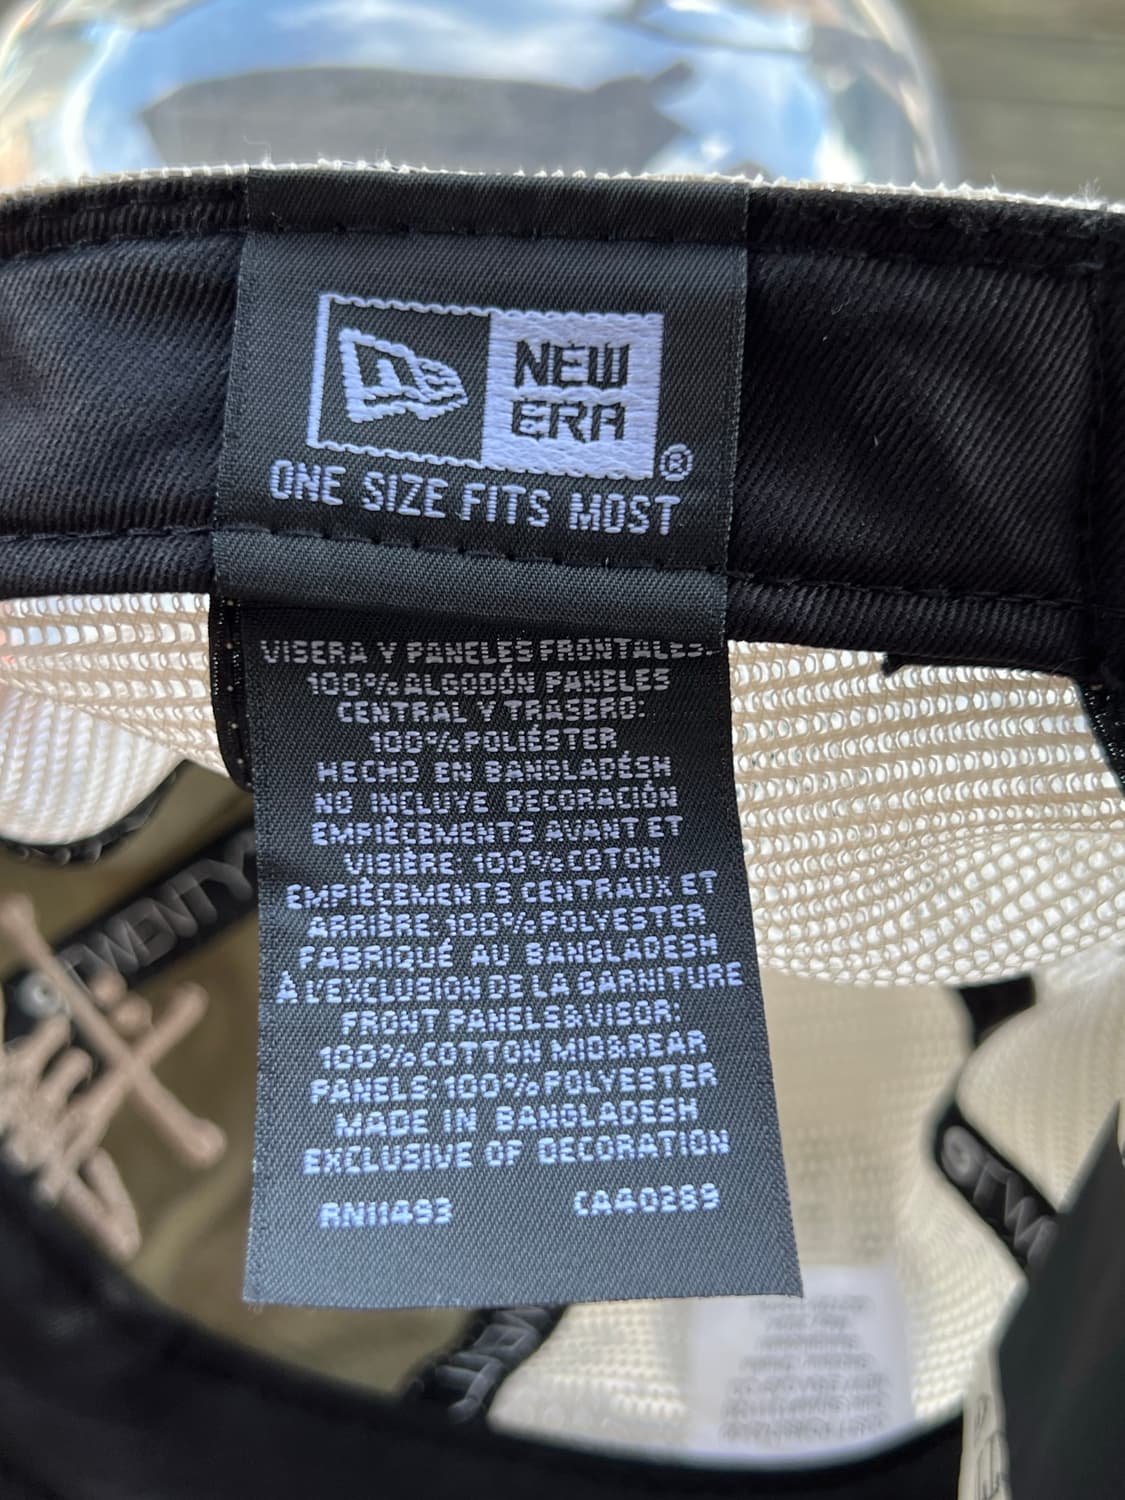 NEW
ERA
®
ONE SIZE FITS MOST
VISERA Y PANELES FRONTALES:
100% ALGODÓN PANELES
CENTRAL Y TRASERO:
100% POLIÉSTER
HECHO EN BANGLADÉSH
NO INCLUYE DECORACIÓN
EMPIÈCEMENTS AVANT ET
VISIÈRE: 100% COTON
EMPIÈCEMENTS CENTRAUX ET
ARRIÈRE: 100% POLYESTER
FABRIQUÉ AU BANGLADESH
À L'EXCLUSION DE LA GARNITURE
FRONT PANELS&VISOR:
100% COTTON MID&REAR
PANELS: 100% POLYESTER
MADE IN BANGLADESH
EXCLUSIVE OF DECORATION
RN11493 CA40289
TWENTY